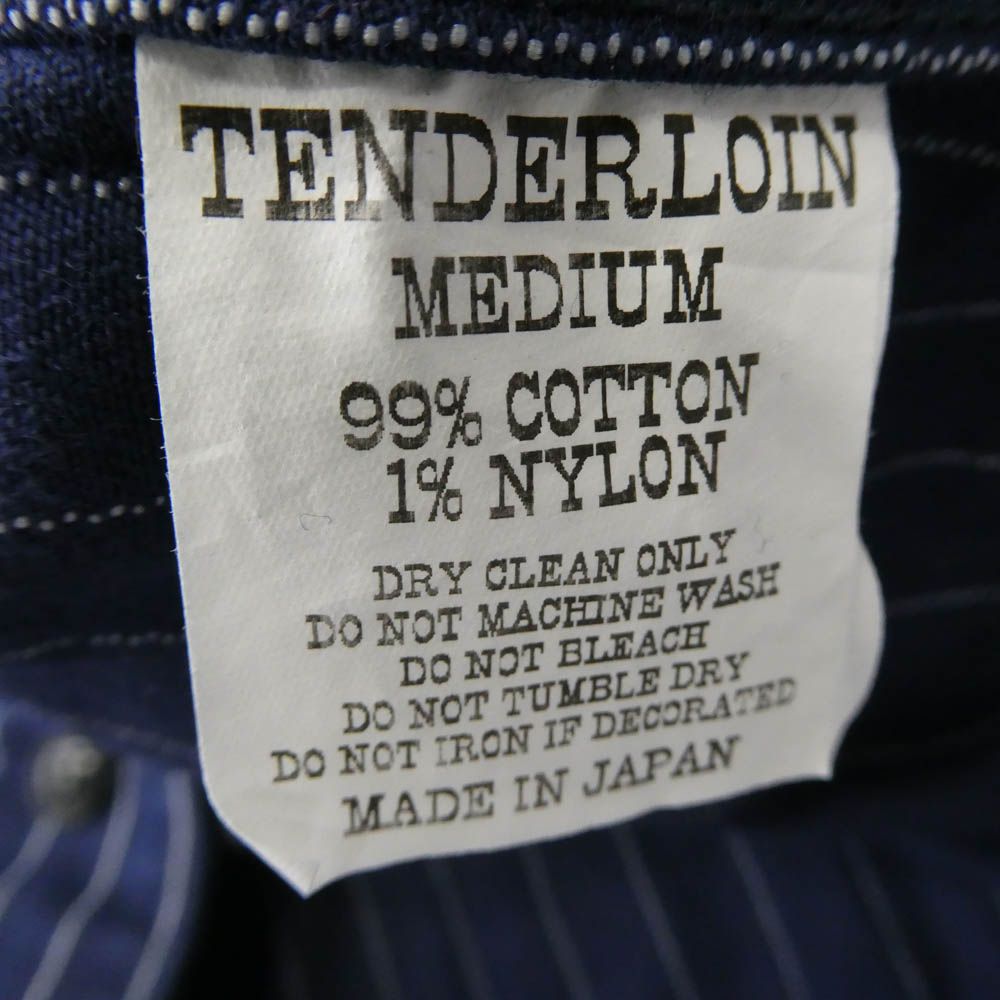 TENDERLOIN
MEDIUM
99% COTTON
1% NYLON
DRY CLEAN ONLY
DO NOT MACHINE WASH
DO NOT BLEACH
DO NOT TUMBLE DRY
DO NOT IRON IF DECORATED
MADE IN JAPAN